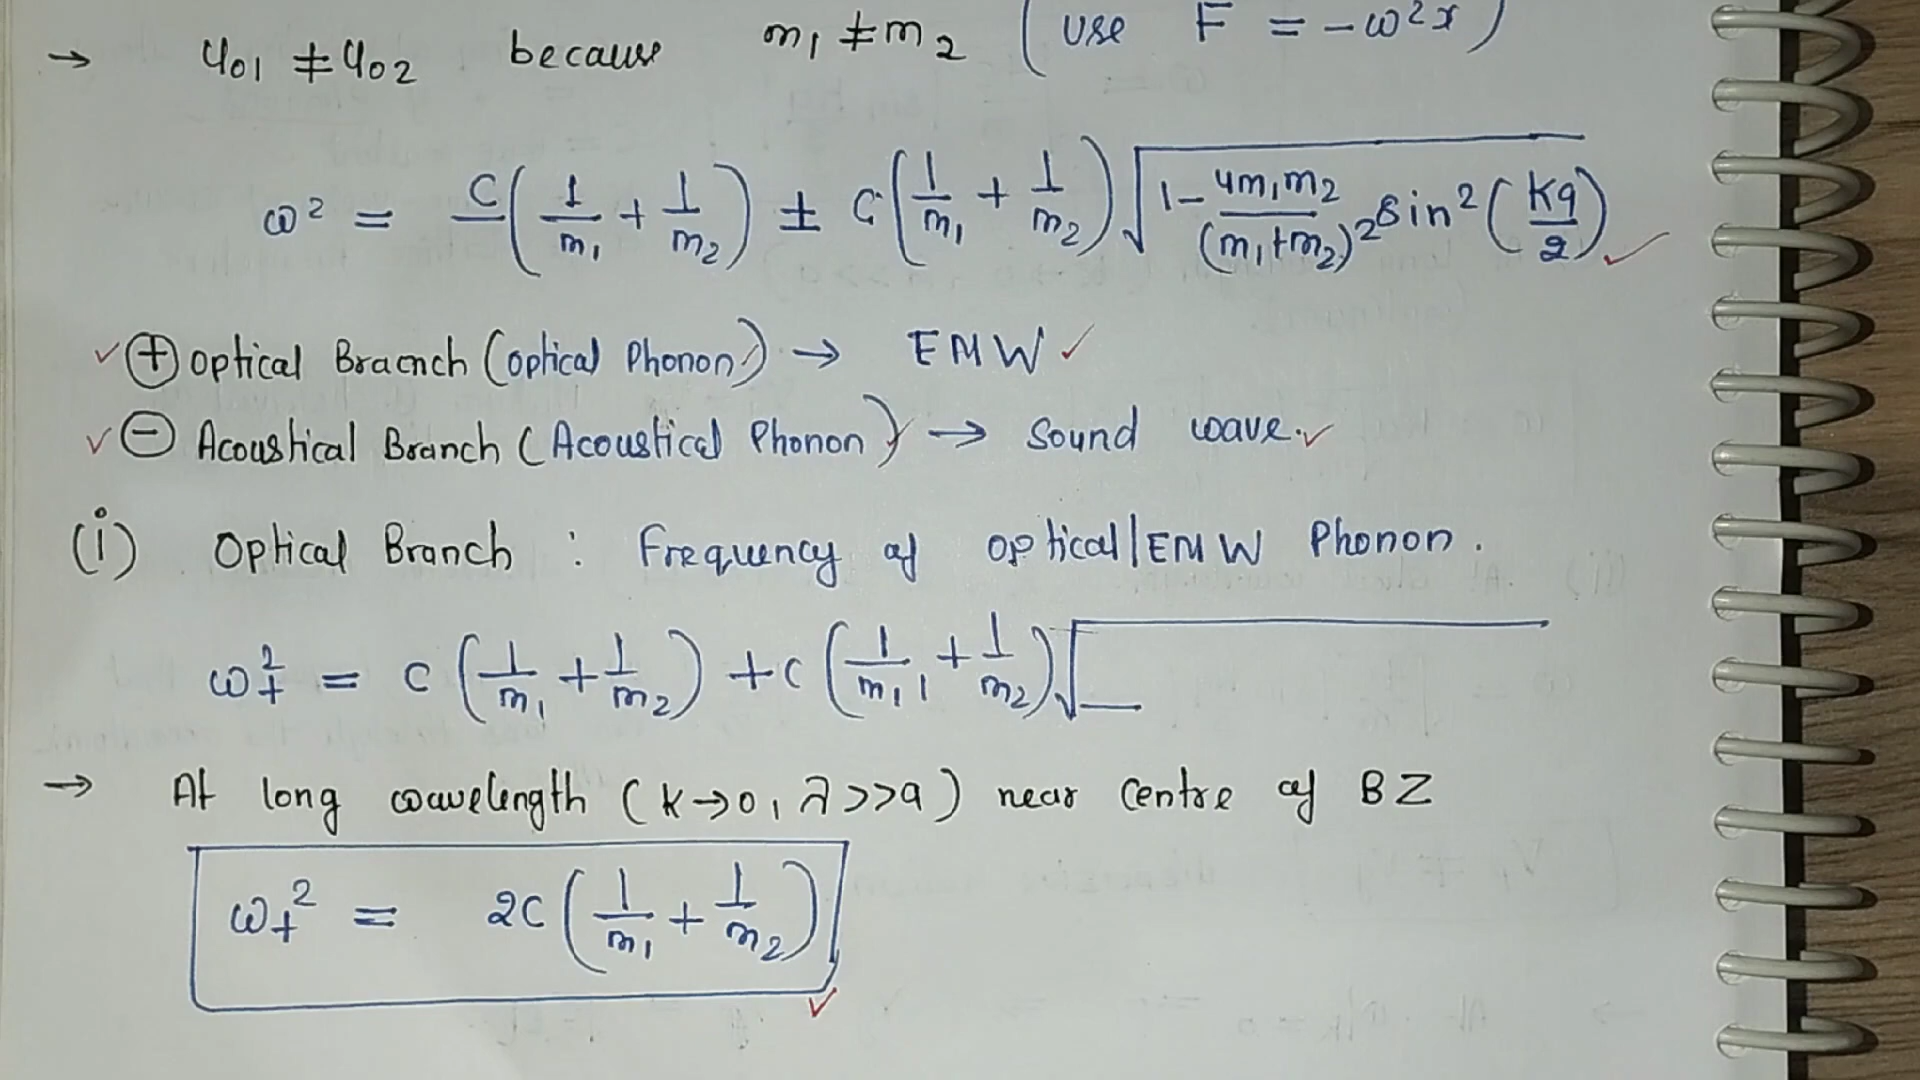 → u₀₁ ≠ u₀₂ because m₁ ≠ m₂ (use F = -ω²x)
ω² = C(1/m₁ + 1/m₂) ± C(1/m₁ + 1/m₂)√(1 - 4m₁m₂/(m₁+m₂)² sin²(Ka/2)) ✓
✓ ⊕ optical Bracnch (optical Phonon) → EMW ✓
✓ ⊖ Acoustical Branch (Acoustical Phonon) → Sound wave. ✓
(i) Optical Branch : Frequency of optical/EMW Phonon.
ω₊² = C(1/m₁ + 1/m₂) + C(1/m₁ + 1/m₂)√
→ At long wavelength (K→0, λ>>a) near Centre of BZ
ω₊² = 2C(1/m₁ + 1/m₂) ✓